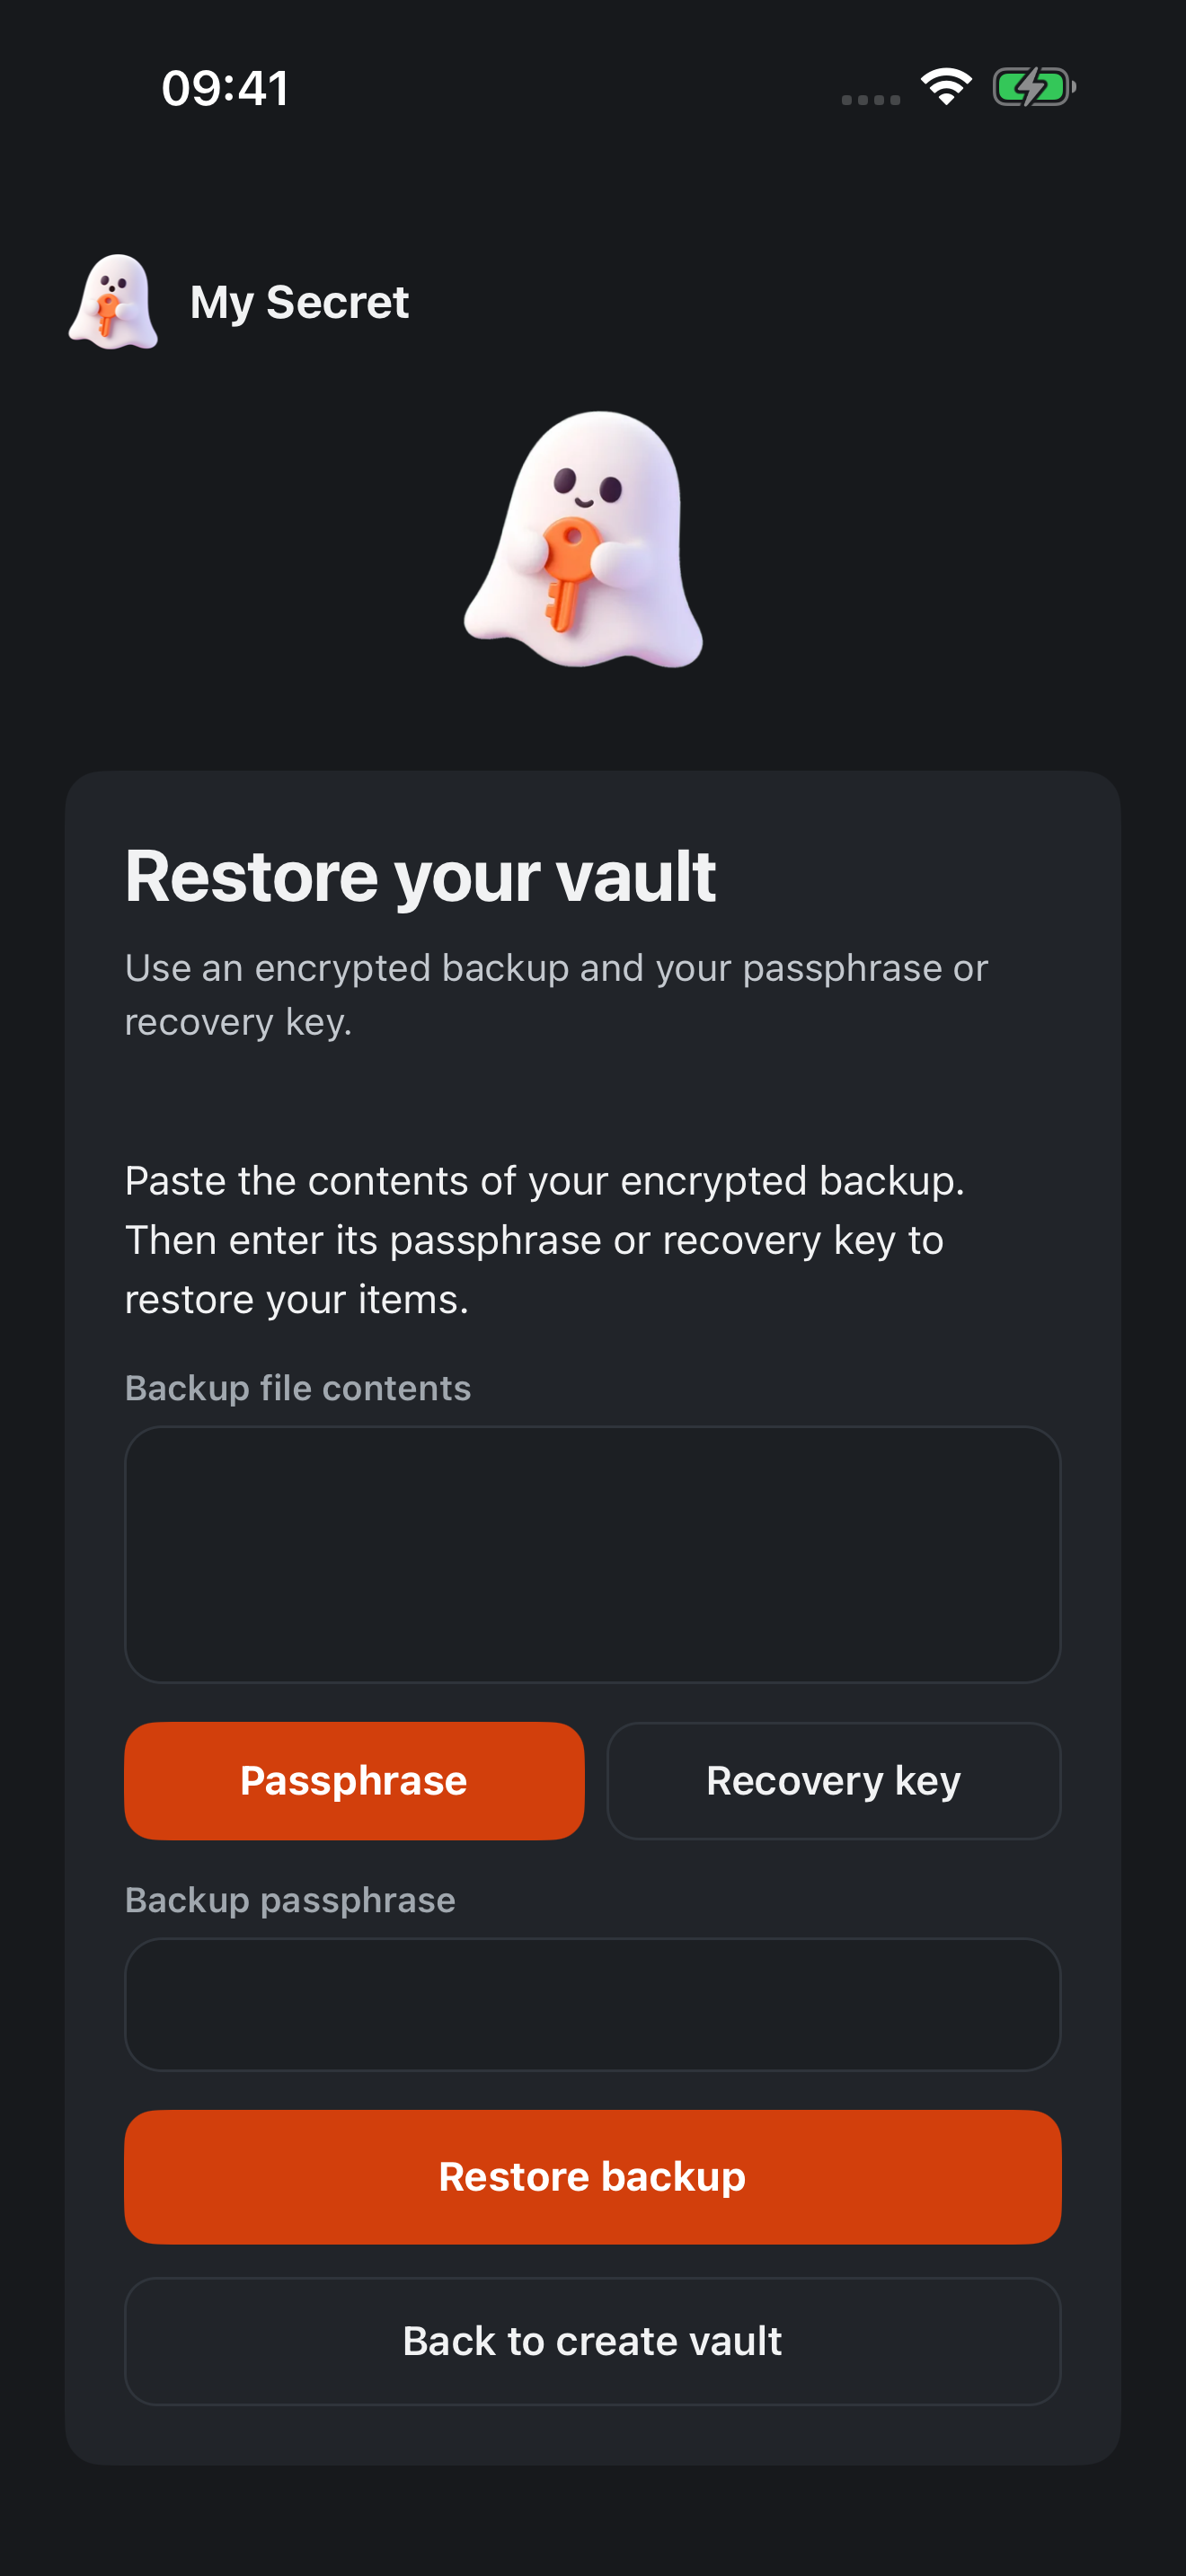 09:41
My Secret
Restore your vault
Use an encrypted backup and your passphrase or
recovery key.
Paste the contents of your encrypted backup.
Then enter its passphrase or recovery key to
restore your items.
Backup file contents
Passphrase
Recovery key
Backup passphrase
Restore backup
Back to create vault